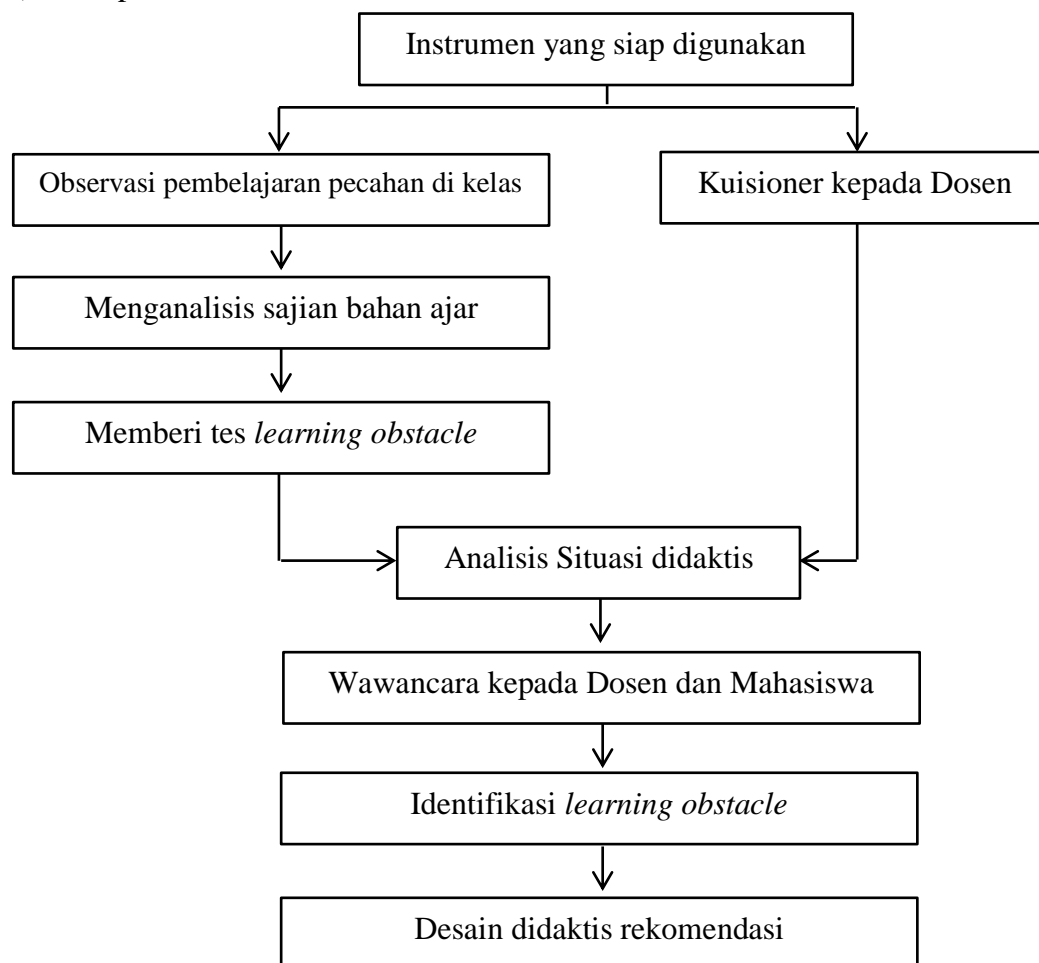 Instrumen yang siap digunakan
Observasi pembelajaran pecahan di kelas
Kuisioner kepada Dosen
Menganalisis sajian bahan ajar
Memberi tes learning obstacle
Analisis Situasi didaktis
Wawancara kepada Dosen dan Mahasiswa
Identifikasi learning obstacle
Desain didaktis rekomendasi